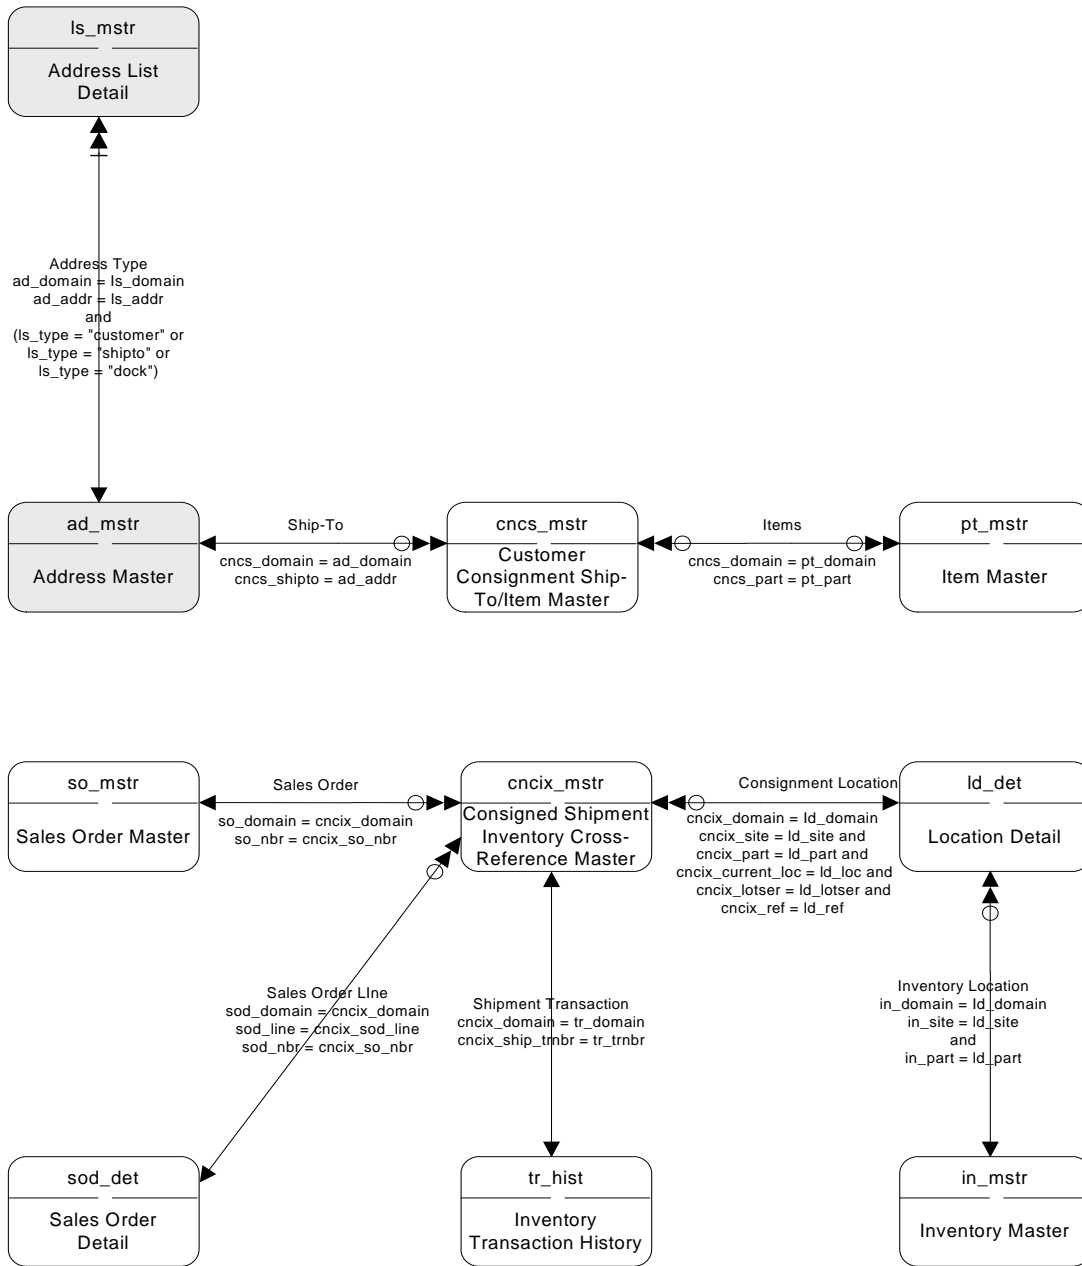 ls_mstr
Address List
Detail
Address Type
ad_domain = ls_domain
ad_addr = ls_addr
and
(ls_type = "customer" or
ls_type = "shipto" or
ls_type = "dock")
ad_mstr
Address Master
Ship-To
cncs_domain = ad_domain
cncs_shipto = ad_addr
cncs_mstr
Customer
Consignment Ship-
To/Item Master
Items
cncs_domain = pt_domain
cncs_part = pt_part
pt_mstr
Item Master
so_mstr
Sales Order Master
Sales Order
so_domain = cncix_domain
so_nbr = cncix_so_nbr
cncix_mstr
Consigned Shipment
Inventory Cross-
Reference Master
Consignment Location
cncix_domain = ld_domain
cncix_site = ld_site and
cncix_part = ld_part and
cncix_current_loc = ld_loc and
cncix_lotser = ld_lotser and
cncix_ref = ld_ref
ld_det
Location Detail
Sales Order LIne
sod_domain = cncix_domain
sod_line = cncix_sod_line
sod_nbr = cncix_so_nbr
Shipment Transaction
cncix_domain = tr_domain
cncix_ship_trnbr = tr_trnbr
Inventory Location
in_domain = ld_domain
in_site = ld_site
and
in_part = ld_part
sod_det
Sales Order
Detail
tr_hist
Inventory
Transaction History
in_mstr
Inventory Master